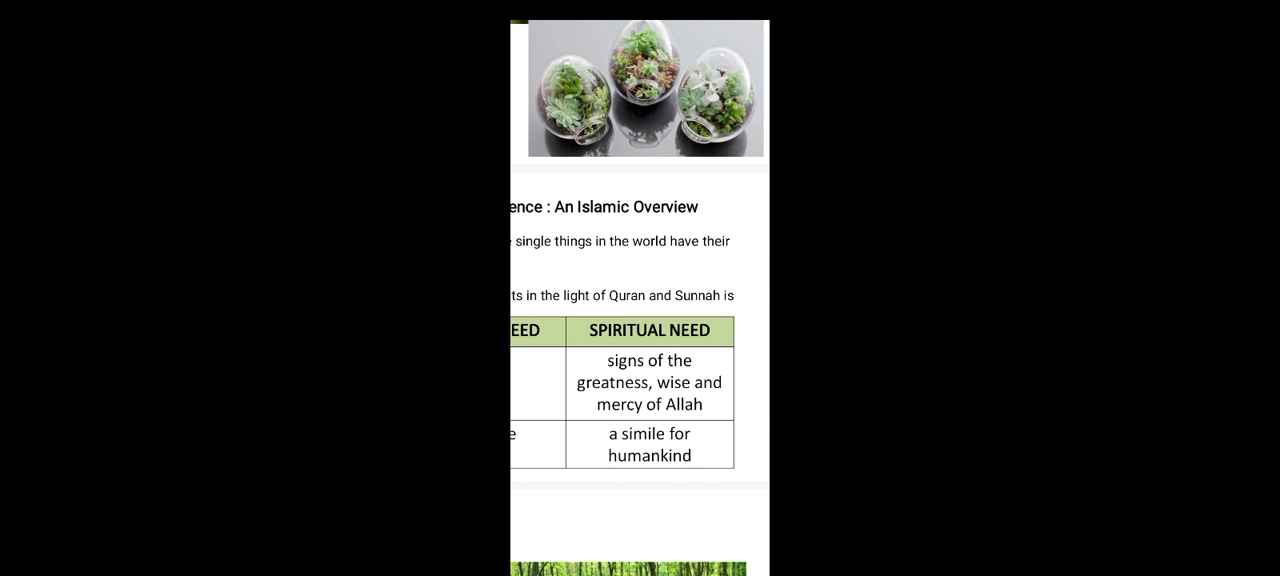 ence : An Islamic Overview
single things in the world have their
ts in the light of Quran and Sunnah is
EED
SPIRITUAL NEED
signs of the
greatness, wise and
mercy of Allah
e
a simile for
humankind